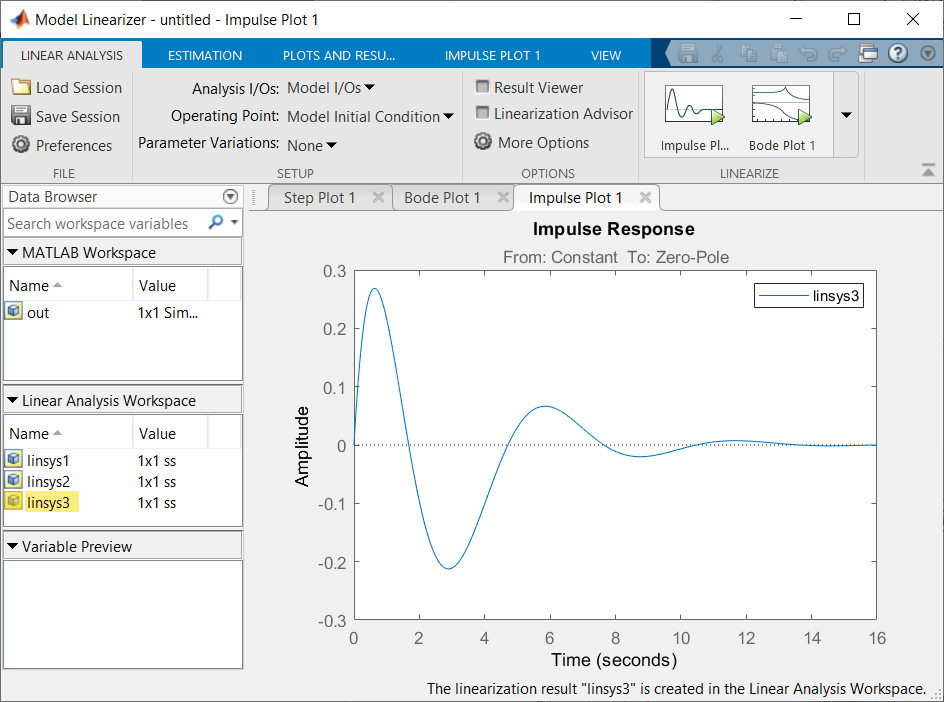 Model Linearizer - untitled - Impulse Plot 1
LINEAR ANALYSIS ESTIMATION PLOTS AND RESU... IMPULSE PLOT 1 VIEW
Load Session
Save Session
Preferences
FILE
Analysis I/Os: Model I/Os
Operating Point: Model Initial Condition
Parameter Variations: None
SETUP
Result Viewer
Linearization Advisor
More Options
OPTIONS
Impulse Pl... Bode Plot 1
LINEARIZE
Data Browser
Search workspace variables
MATLAB Workspace
Name Value
out 1x1 Sim...
Linear Analysis Workspace
Name Value
linsys1 1x1 ss
linsys2 1x1 ss
linsys3 1x1 ss
Variable Preview
Step Plot 1 Bode Plot 1 Impulse Plot 1
Impulse Response
From: Constant To: Zero-Pole
linsys3
0.3
0.2
0.1
0
-0.1
-0.2
-0.3
Amplitude
0 2 4 6 8 10 12 14 16
Time (seconds)
The linearization result "linsys3" is created in the Linear Analysis Workspace.